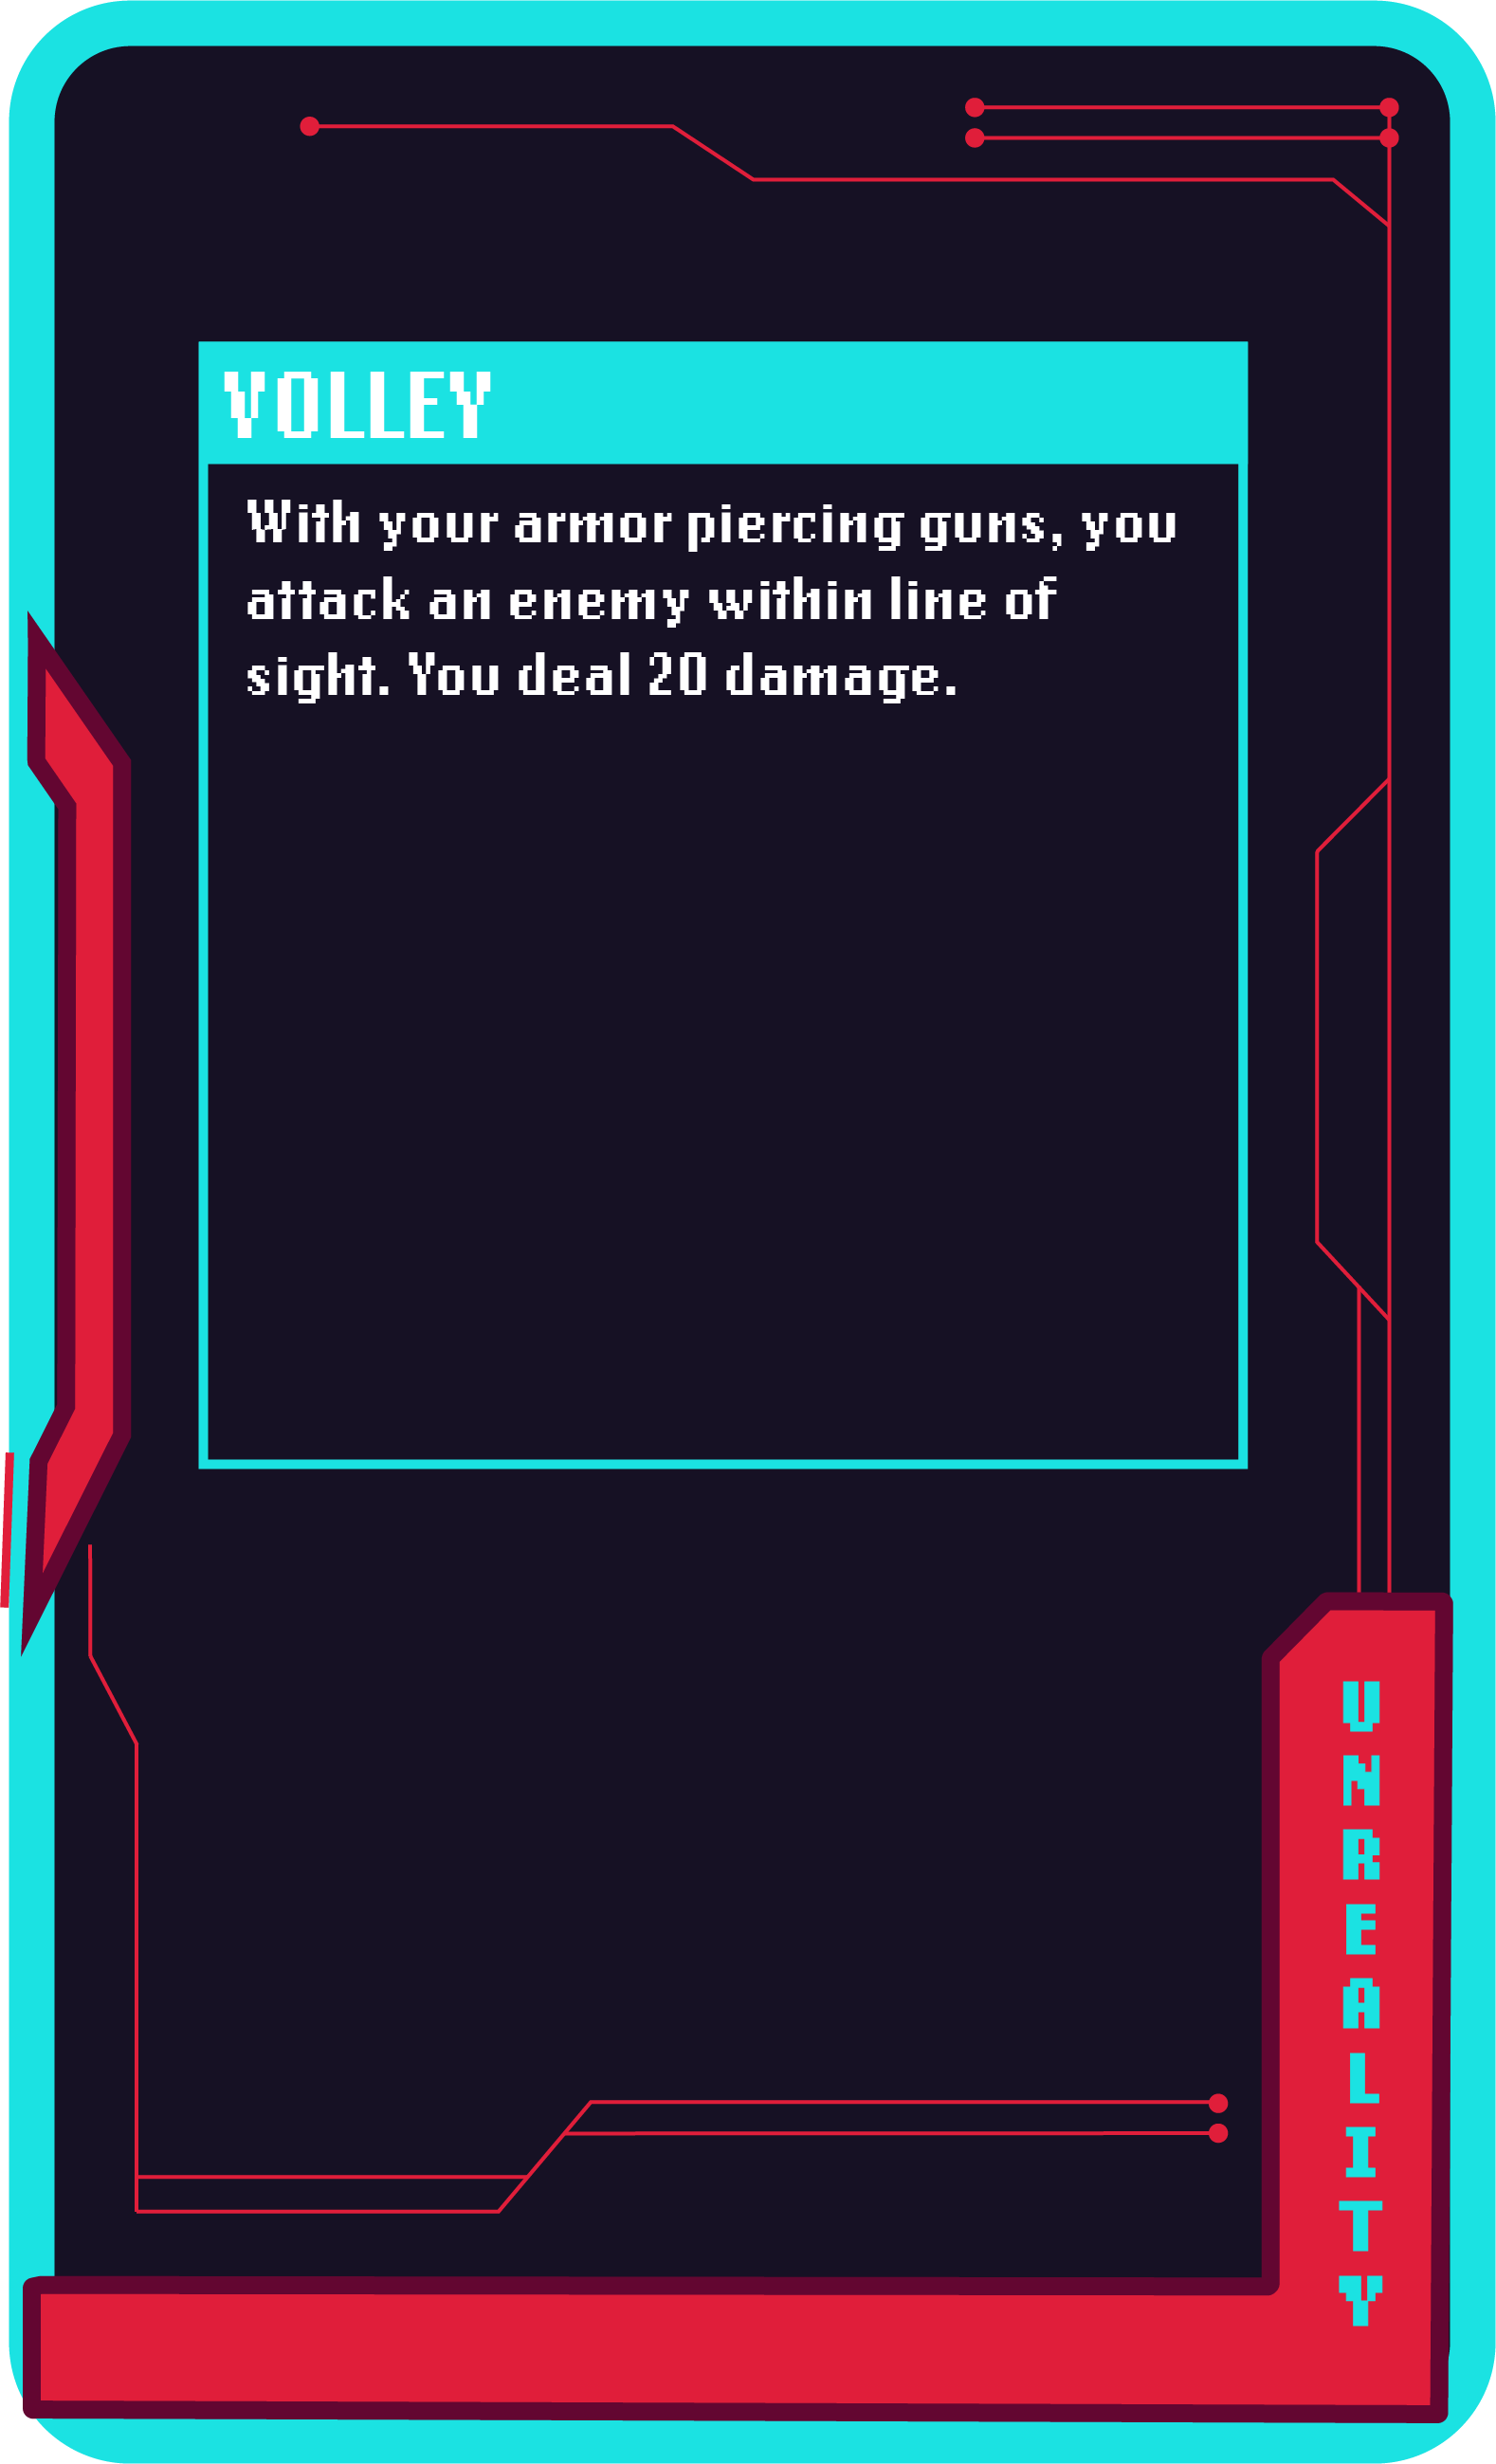 VOLLEY
With your armor piercing guns, you
attack an enemy within line of
sight. You deal 20 damage.
UNREALITY